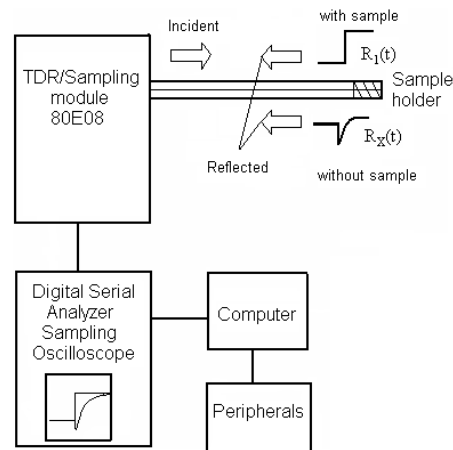 Incident
with sample
R1(t)
TDR/Sampling
module
80E08
Sample
holder
Reflected
RX(t)
without sample
Digital Serial
Analyzer
Sampling
Oscilloscope
Computer
Peripherals